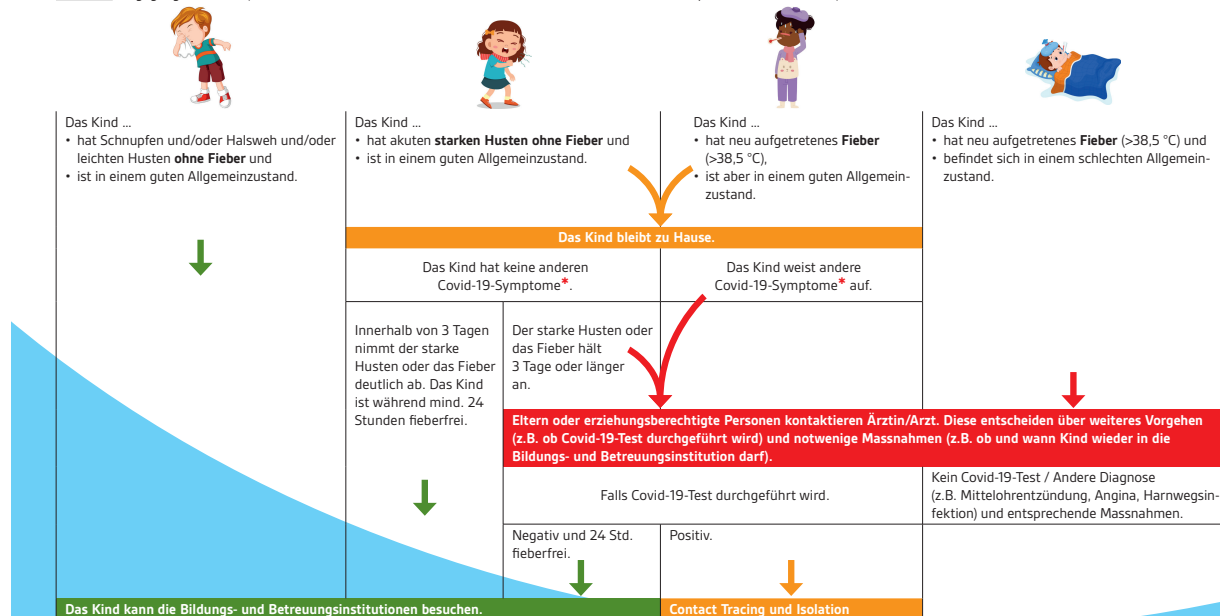 Das Kind ...
• hat Schnupfen und/oder Halsweh und/oder
leichten Husten ohne Fieber und
• ist in einem guten Allgemeinzustand.
Das Kind ...
• hat akuten starken Husten ohne Fieber und
• ist in einem guten Allgemeinzustand.
Das Kind ...
• hat neu aufgetretenes Fieber
(>38,5 °C),
• ist aber in einem guten Allgemein-
zustand.
Das Kind ...
• hat neu aufgetretenes Fieber (>38,5 °C) und
• befindet sich in einem schlechten Allgemein-
zustand.
Das Kind bleibt zu Hause.
Das Kind hat keine anderen
Covid-19-Symptome*.
Das Kind weist andere
Covid-19-Symptome* auf.
Innerhalb von 3 Tagen
nimmt der starke
Husten oder das Fieber
deutlich ab. Das Kind
ist während mind. 24
Stunden fieberfrei.
Der starke Husten oder
das Fieber hält
3 Tage oder länger
an.
Eltern oder erziehungsberechtigte Personen kontaktieren Ärztin/Arzt. Diese entscheiden über weiteres Vorgehen
(z.B. ob Covid-19-Test durchgeführt wird) und notwenige Massnahmen (z.B. ob und wann Kind wieder in die
Bildungs- und Betreuungsinstitution darf).
Falls Covid-19-Test durchgeführt wird.
Kein Covid-19-Test / Andere Diagnose
(z.B. Mittelohrentzündung, Angina, Harnwegsin-
fektion) und entsprechende Massnahmen.
Negativ und 24 Std.
fieberfrei.
Positiv.
Das Kind kann die Bildungs- und Betreuungsinstitutionen besuchen.
Contact Tracing und Isolation